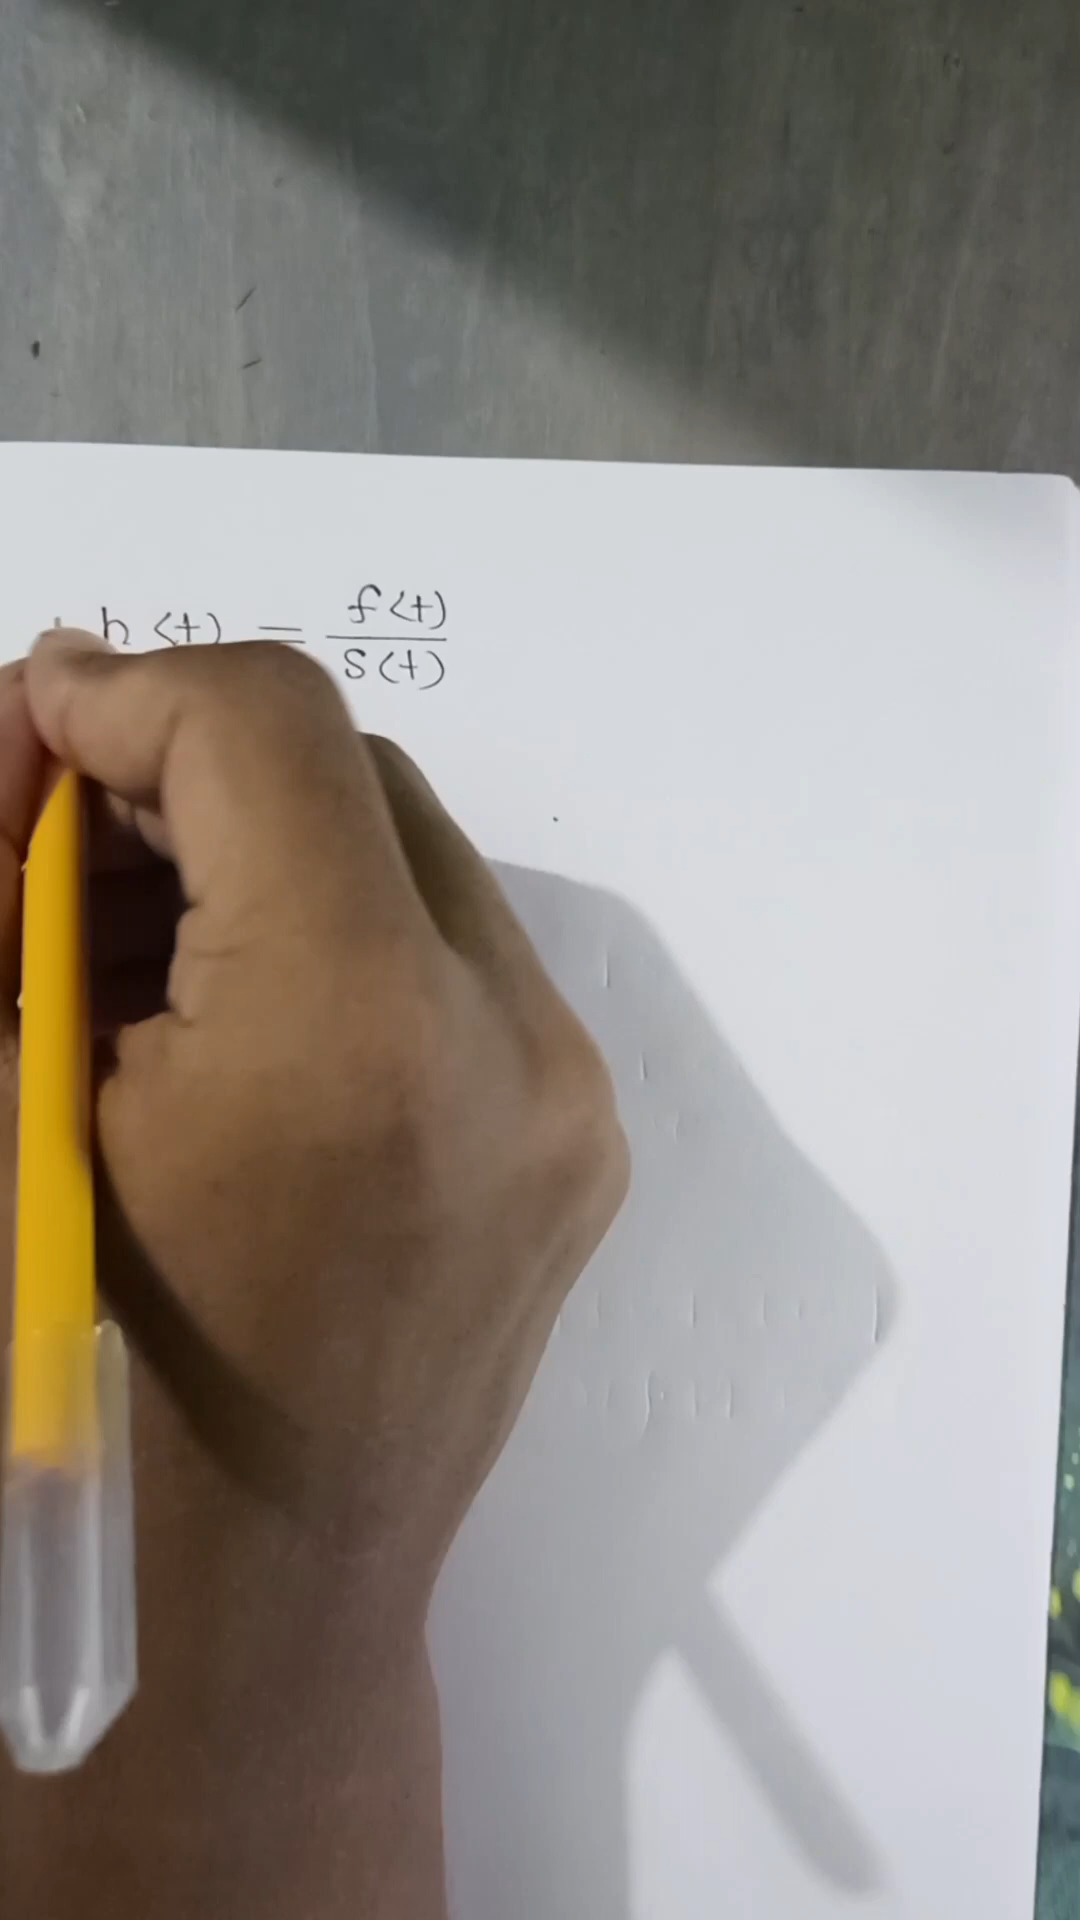 h(t) = f(t) / S(t)